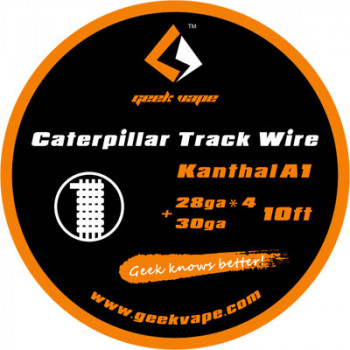 TM
geek vape
Caterpillar Track Wire
Kanthal A1
28ga*4
+
30ga
10ft
Geek knows better!
www.geekvape.com